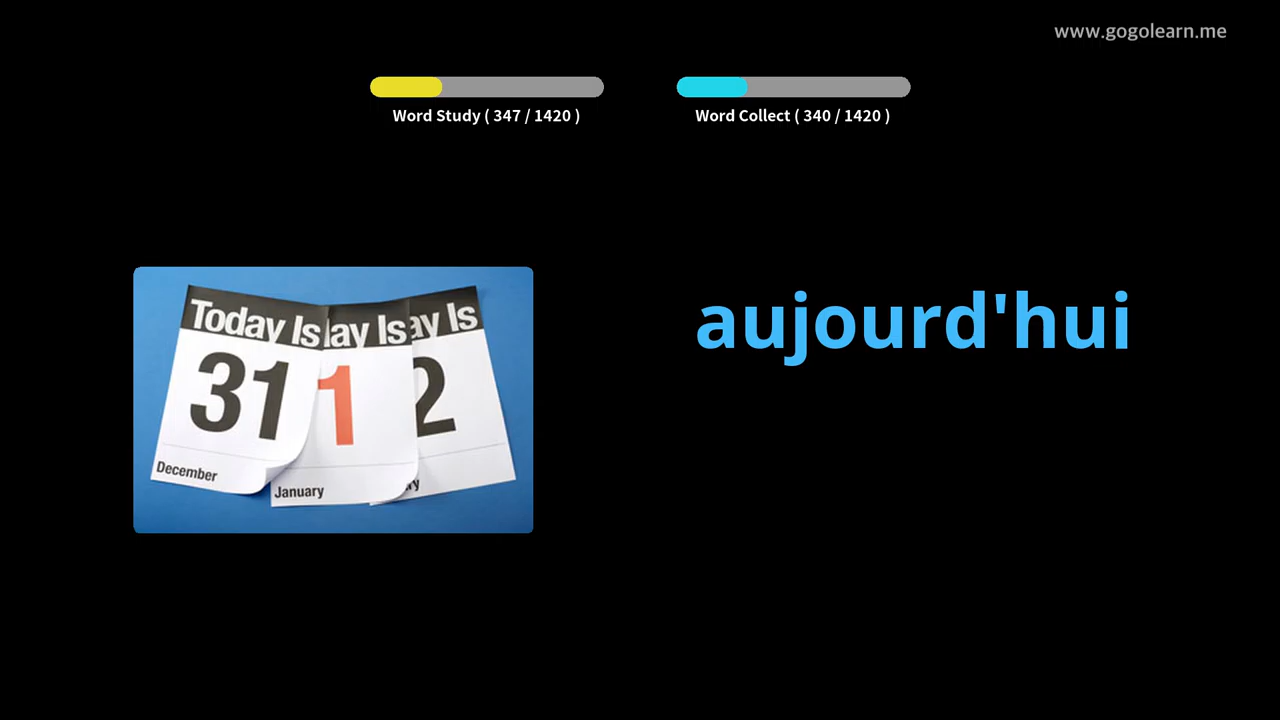 www.gogolearn.me
Word Study ( 347 / 1420 )
Word Collect ( 340 / 1420 )
aujourd'hui
Today Is
ay Is
ay Is
31
1
2
December
January
ry